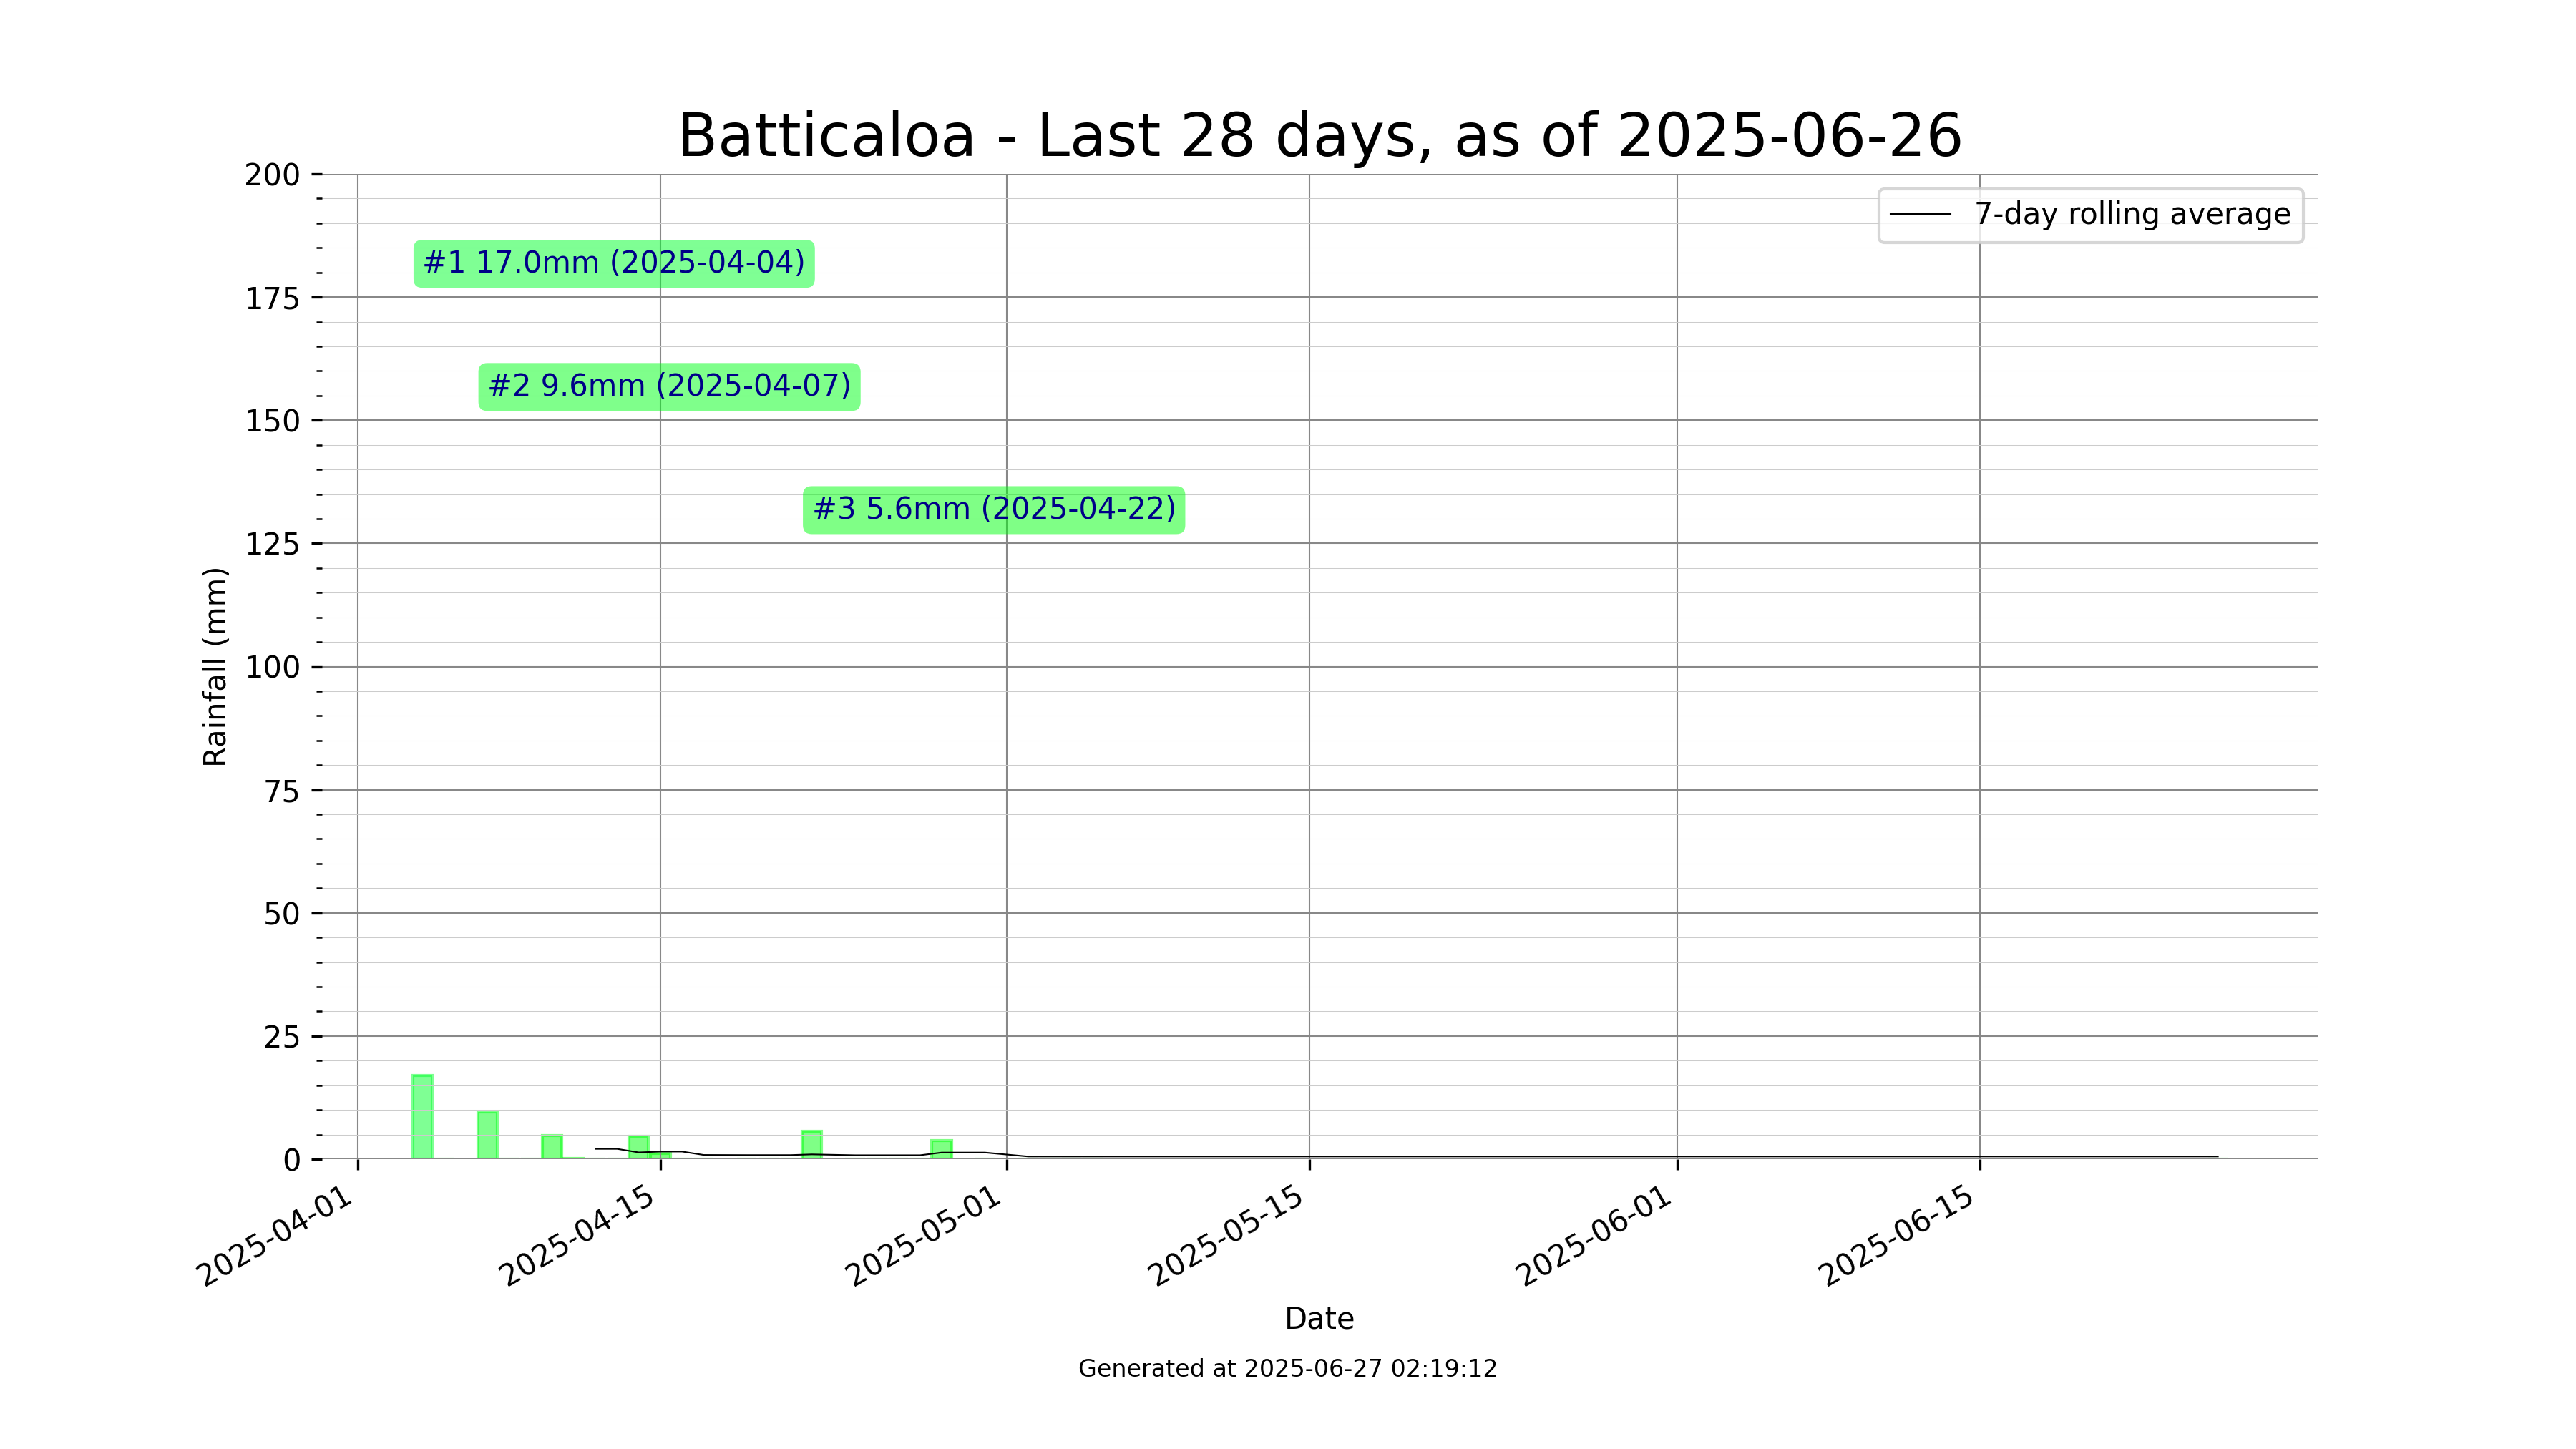 Batticaloa - Last 28 days, as of 2025-06-26
7-day rolling average
#1 17.0mm (2025-04-04)
#2 9.6mm (2025-04-07)
#3 5.6mm (2025-04-22)
Rainfall (mm)
200
175
150
125
100
75
50
25
0
2025-04-01
2025-04-15
2025-05-01
2025-05-15
2025-06-01
2025-06-15
Date
Generated at 2025-06-27 02:19:12